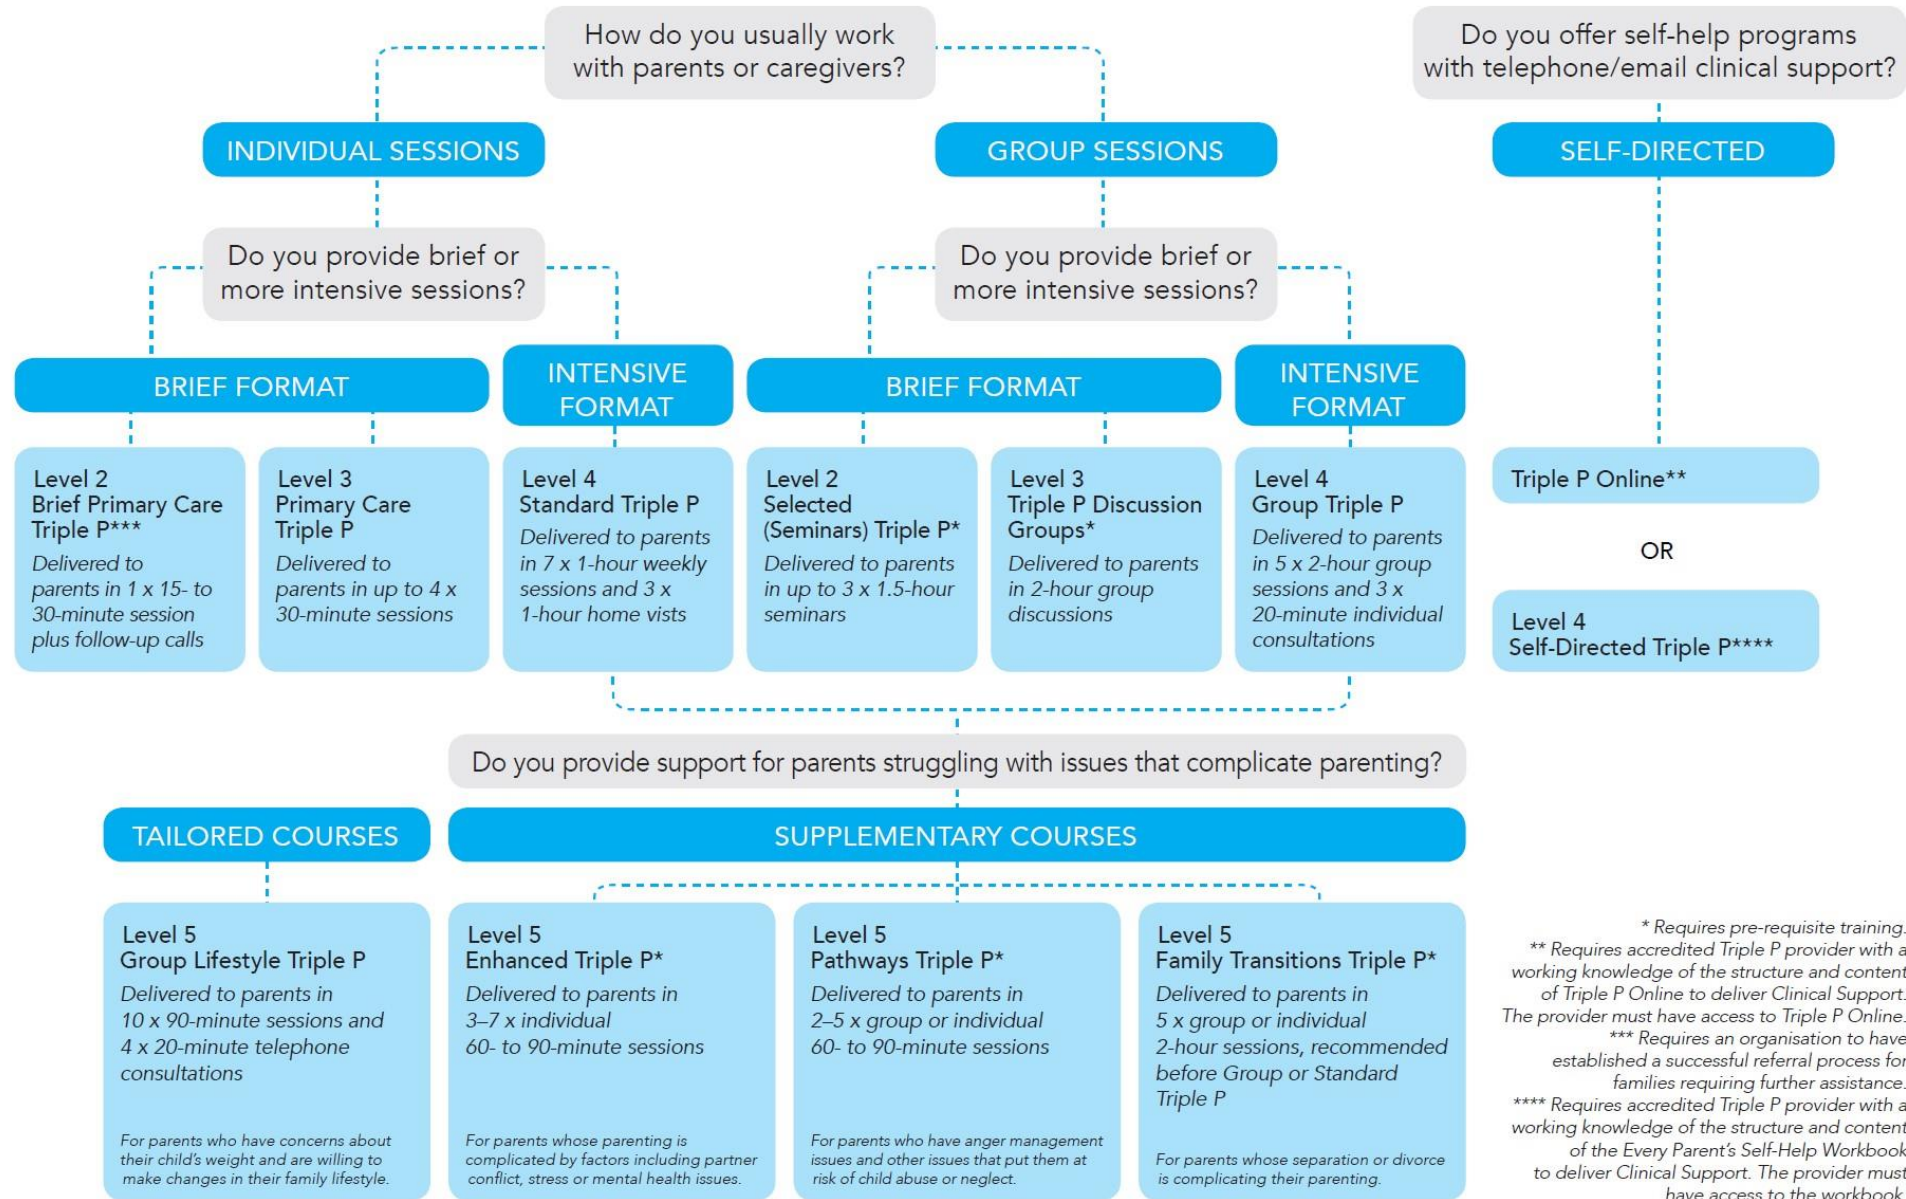 How do you usually work
with parents or caregivers?
Do you offer self-help programs
with telephone/email clinical support?
INDIVIDUAL SESSIONS
GROUP SESSIONS
SELF-DIRECTED
Do you provide brief or
more intensive sessions?
Do you provide brief or
more intensive sessions?
BRIEF FORMAT
INTENSIVE
FORMAT
BRIEF FORMAT
INTENSIVE
FORMAT
Level 2
Brief Primary Care
Triple P***
Delivered to
parents in 1 x 15- to
30-minute session
plus follow-up calls
Level 3
Primary Care
Triple P
Delivered to
parents in up to 4 x
30-minute sessions
Level 4
Standard Triple P
Delivered to parents
in 7 x 1-hour weekly
sessions and 3 x
1-hour home vists
Level 2
Selected
(Seminars) Triple P*
Delivered to parents
in up to 3 x 1.5-hour
seminars
Level 3
Triple P Discussion
Groups*
Delivered to parents
in 2-hour group
discussions
Level 4
Group Triple P
Delivered to parents
in 5 x 2-hour group
sessions and 3 x
20-minute individual
consultations
Triple P Online**
OR
Level 4
Self-Directed Triple P****
Do you provide support for parents struggling with issues that complicate parenting?
TAILORED COURSES
SUPPLEMENTARY COURSES
Level 5
Group Lifestyle Triple P
Delivered to parents in
10 x 90-minute sessions and
4 x 20-minute telephone
consultations
For parents who have concerns about
their child's weight and are willing to
make changes in their family lifestyle.
Level 5
Enhanced Triple P*
Delivered to parents in
3–7 x individual
60- to 90-minute sessions
For parents whose parenting is
complicated by factors including partner
conflict, stress or mental health issues.
Level 5
Pathways Triple P*
Delivered to parents in
2–5 x group or individual
60- to 90-minute sessions
For parents who have anger management
issues and other issues that put them at
risk of child abuse or neglect.
Level 5
Family Transitions Triple P*
Delivered to parents in
5 x group or individual
2-hour sessions, recommended
before Group or Standard
Triple P
For parents whose separation or divorce
is complicating their parenting.
* Requires pre-requisite training.
** Requires accredited Triple P provider with a
working knowledge of the structure and content
of Triple P Online to deliver Clinical Support.
The provider must have access to Triple P Online.
*** Requires an organisation to have
established a successful referral process for
families requiring further assistance.
**** Requires accredited Triple P provider with a
working knowledge of the structure and content
of the Every Parent's Self-Help Workbook
to deliver Clinical Support. The provider must
have access to the workbook.